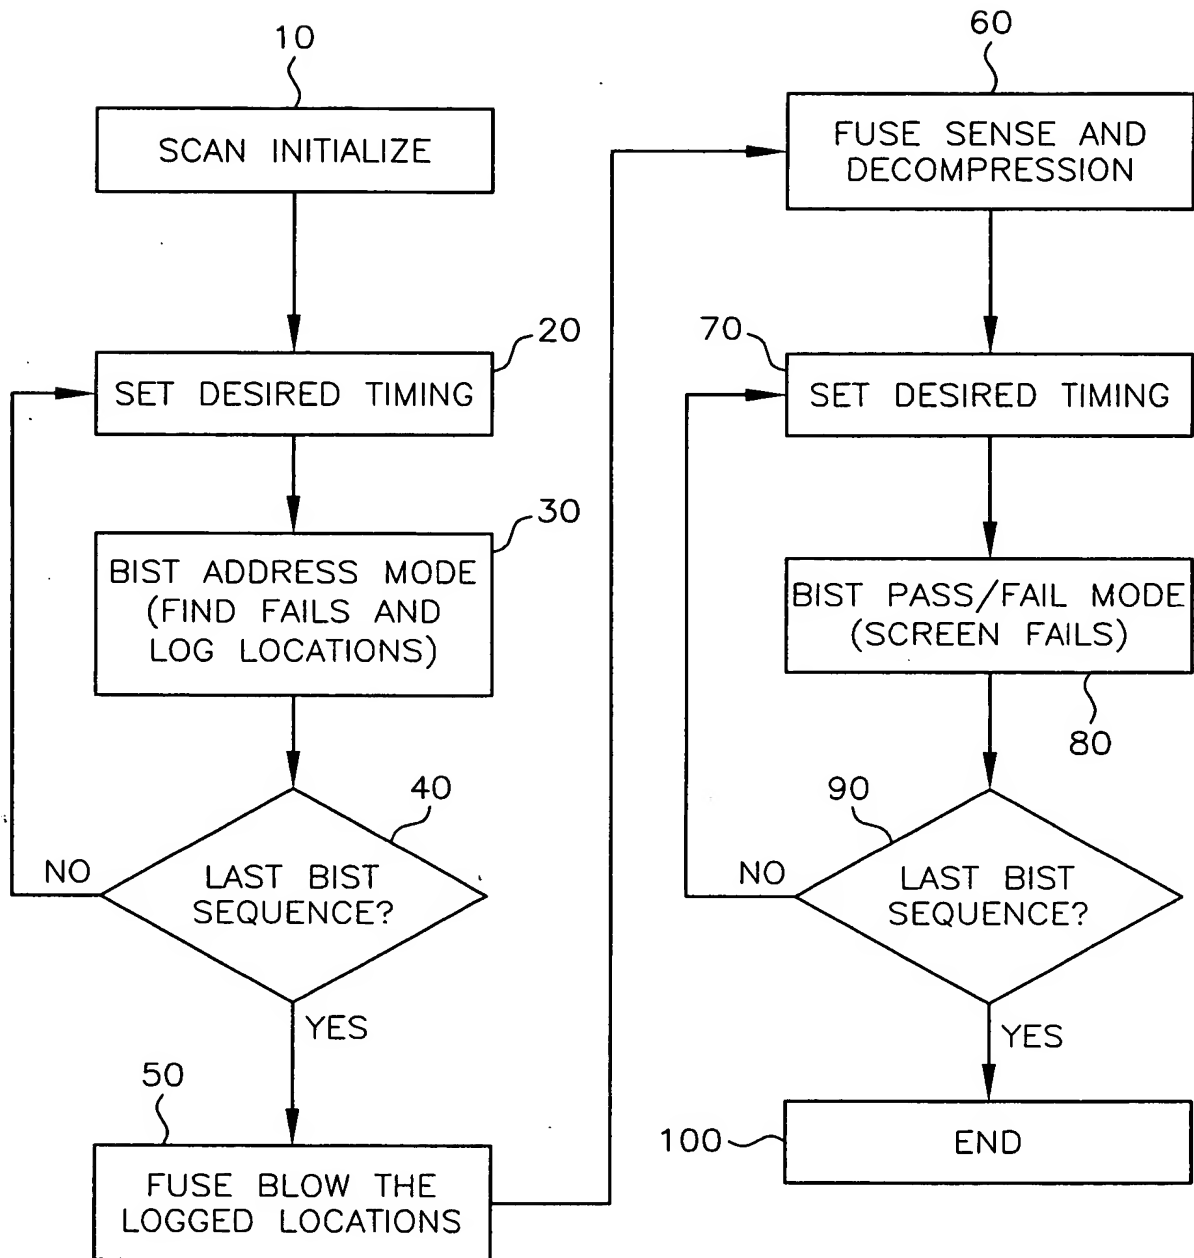 10
SCAN INITIALIZE
20
SET DESIRED TIMING
30
BIST ADDRESS MODE
(FIND FAILS AND
LOG LOCATIONS)
40
LAST BIST
SEQUENCE?
NO
YES
50
FUSE BLOW THE
LOGGED LOCATIONS
60
FUSE SENSE AND
DECOMPRESSION
70
SET DESIRED TIMING
BIST PASS/FAIL MODE
(SCREEN FAILS)
80
90
LAST BIST
SEQUENCE?
NO
YES
100
END